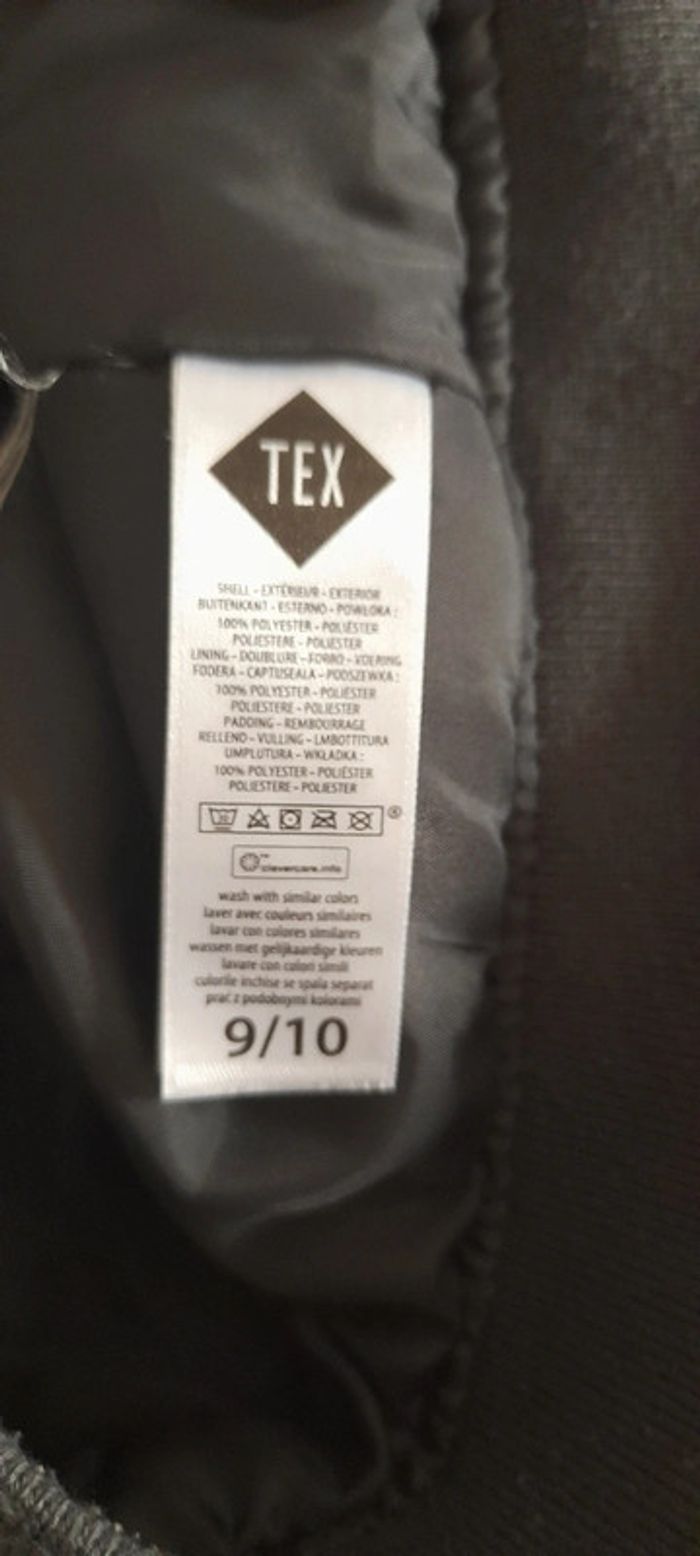 TEX
SHELL - EXTÉRIEUR - EXTERIOR
BUITENKANT - ESTERNO - POWŁOKA :
100% POLYESTER - POLIÉSTER
POLIESTERE - POLIESTER
LINING - DOUBLURE - FORRO - VOERING
FODERA - CAPTUSEALA - PODSZEWKA :
100% POLYESTER - POLIÉSTER
POLIESTERE - POLIESTER
PADDING - REMBOURRAGE
RELLENO - VULLING - LMBOTTITURA
UMPLUTURA - WKŁADKA :
100% POLYESTER - POLIÉSTER
POLIESTERE - POLIESTER
30
®
clevercare.info
wash with similar colors
laver avec couleurs similaires
lavar con colores similares
wassen met gelijkaardige kleuren
lavare con colori simili
culorile inchise se spala separat
prać z podobnymi kolorami
9/10